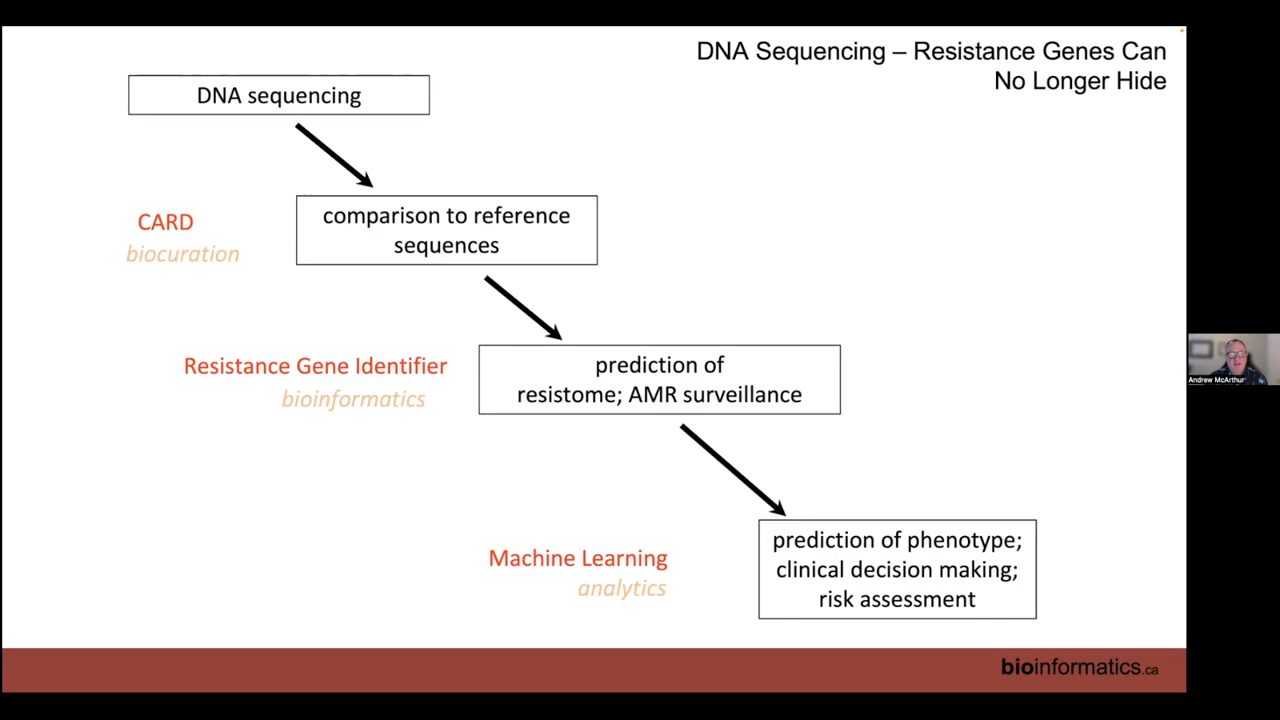 DNA Sequencing – Resistance Genes Can
No Longer Hide
DNA sequencing
comparison to reference
sequences
CARD
biocuration
prediction of
resistome; AMR surveillance
Resistance Gene Identifier
bioinformatics
prediction of phenotype;
clinical decision making;
risk assessment
Machine Learning
analytics
Andrew McArthur
bioinformatics.ca